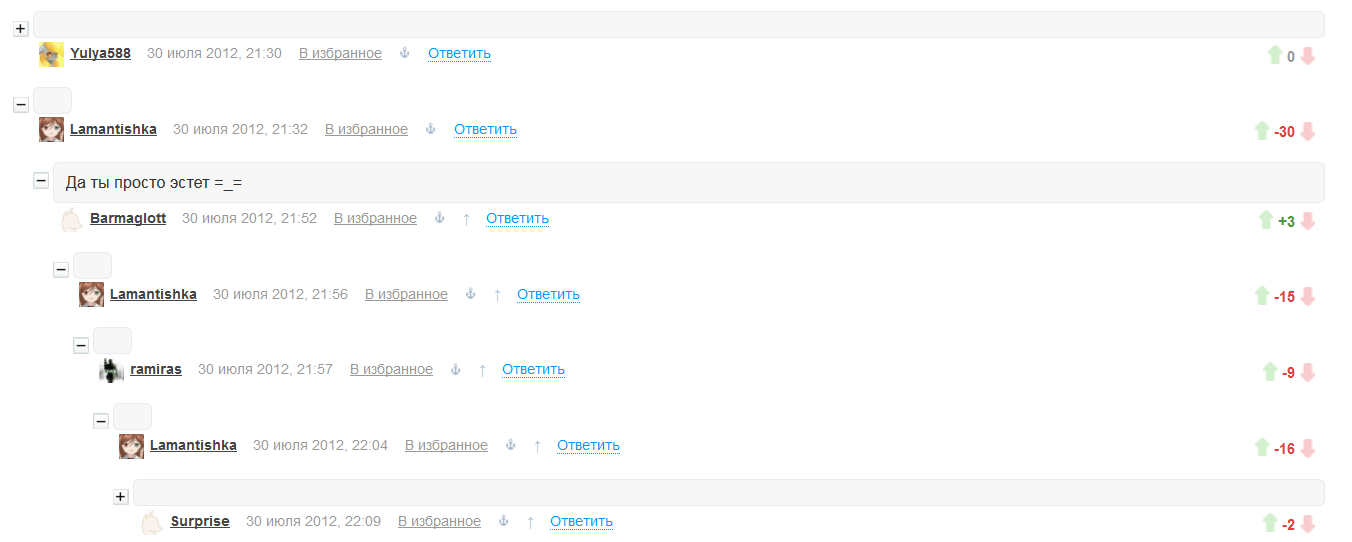 Yulya588 30 июля 2012, 21:30 В избранное Ответить 0
Lamantishka 30 июля 2012, 21:32 В избранное Ответить -30
Да ты просто эстет =_=
Barmaglott 30 июля 2012, 21:52 В избранное ↑ Ответить +3
Lamantishka 30 июля 2012, 21:56 В избранное ↑ Ответить -15
ramiras 30 июля 2012, 21:57 В избранное ↑ Ответить -9
Lamantishka 30 июля 2012, 22:04 В избранное ↑ Ответить -16
Surprise 30 июля 2012, 22:09 В избранное ↑ Ответить -2